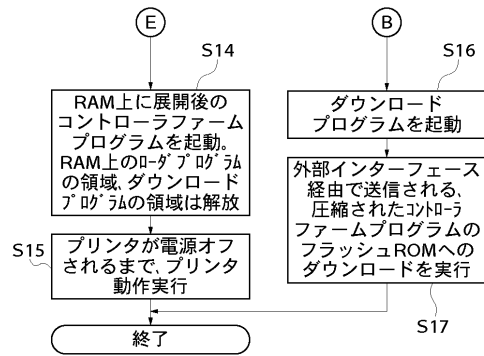 E
S14
RAM上に展開後の
コントローラファーム
プログラムを起動。
RAM上のローダプログラム
の領域、ダウンロード
プログラムの領域は解放
S15
プリンタが電源オフ
されるまで、プリンタ
動作実行
B
S16
ダウンロード
プログラムを起動
外部インターフェース
経由で送信される、
圧縮されたコントローラ
ファームプログラムの
フラッシュROMへの
ダウンロードを実行
S17
終了